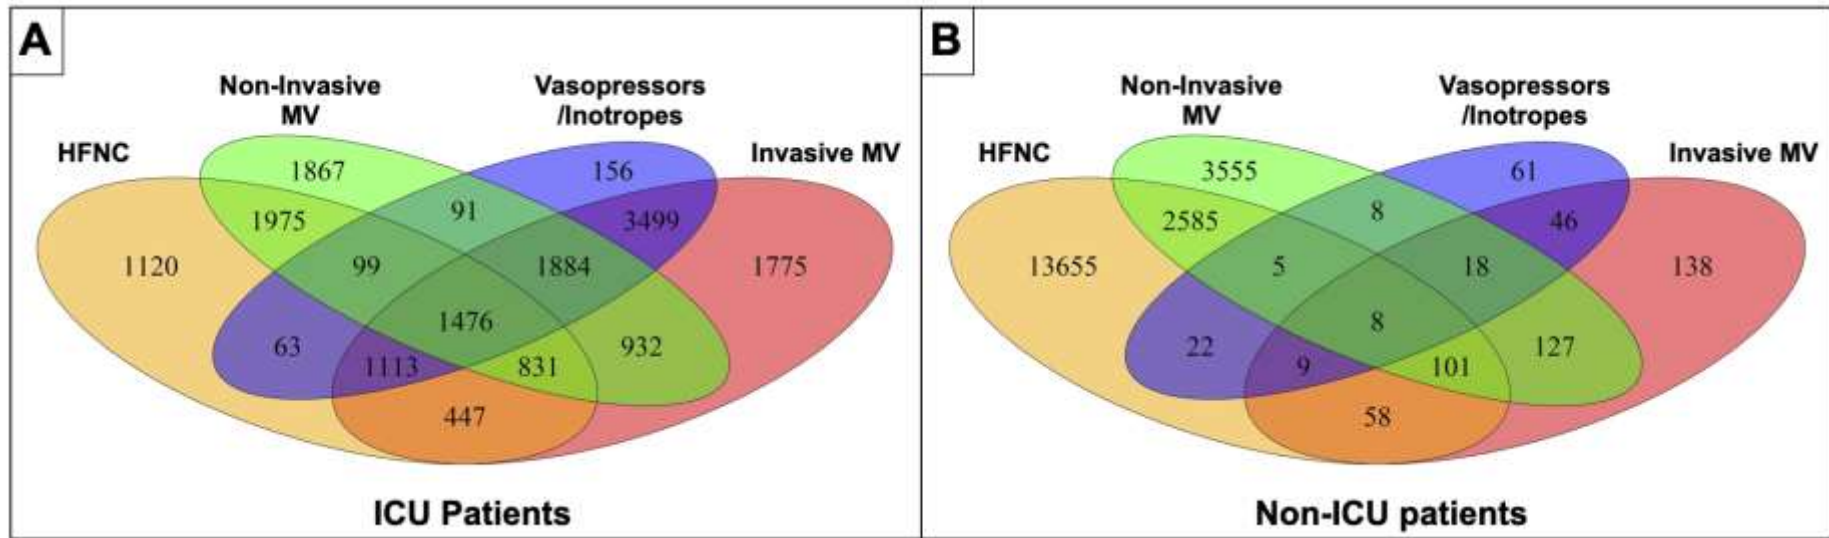 A
Non-Invasive
MV
Vasopressors
/Inotropes
HFNC
Invasive MV
1867
156
1975
91
3499
1120
99
1884
1775
1476
63
1113
831
932
447
ICU Patients
B
Non-Invasive
MV
Vasopressors
/Inotropes
HFNC
Invasive MV
3555
61
2585
8
46
13655
5
18
138
8
22
9
101
127
58
Non-ICU patients